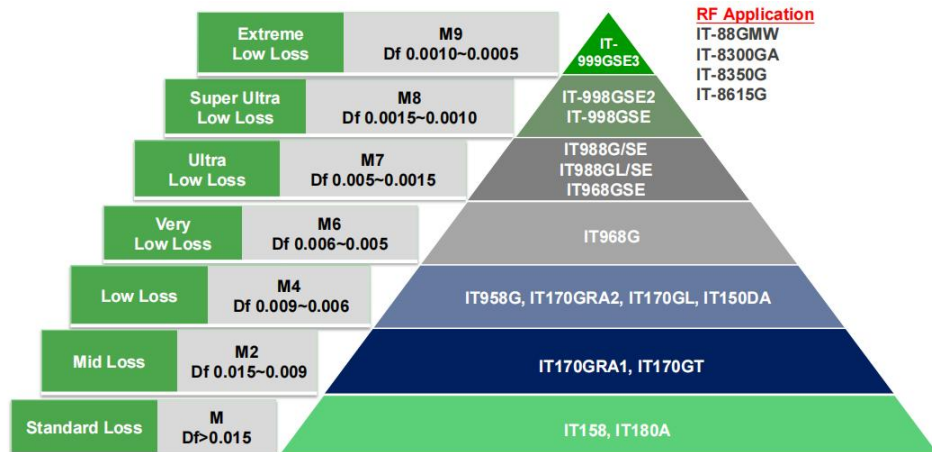 Extreme
Low Loss
M9
Df 0.0010~0.0005
IT-
999GSE3
RF Application
IT-88GMW
IT-8300GA
IT-8350G
IT-8615G
Super Ultra
Low Loss
M8
Df 0.0015~0.0010
IT-998GSE2
IT-998GSE
Ultra
Low Loss
M7
Df 0.005~0.0015
IT988G/SE
IT988GL/SE
IT968GSE
Very
Low Loss
M6
Df 0.006~0.005
IT968G
Low Loss
M4
Df 0.009~0.006
IT958G, IT170GRA2, IT170GL, IT150DA
Mid Loss
M2
Df 0.015~0.009
IT170GRA1, IT170GT
Standard Loss
M
Df>0.015
IT158, IT180A